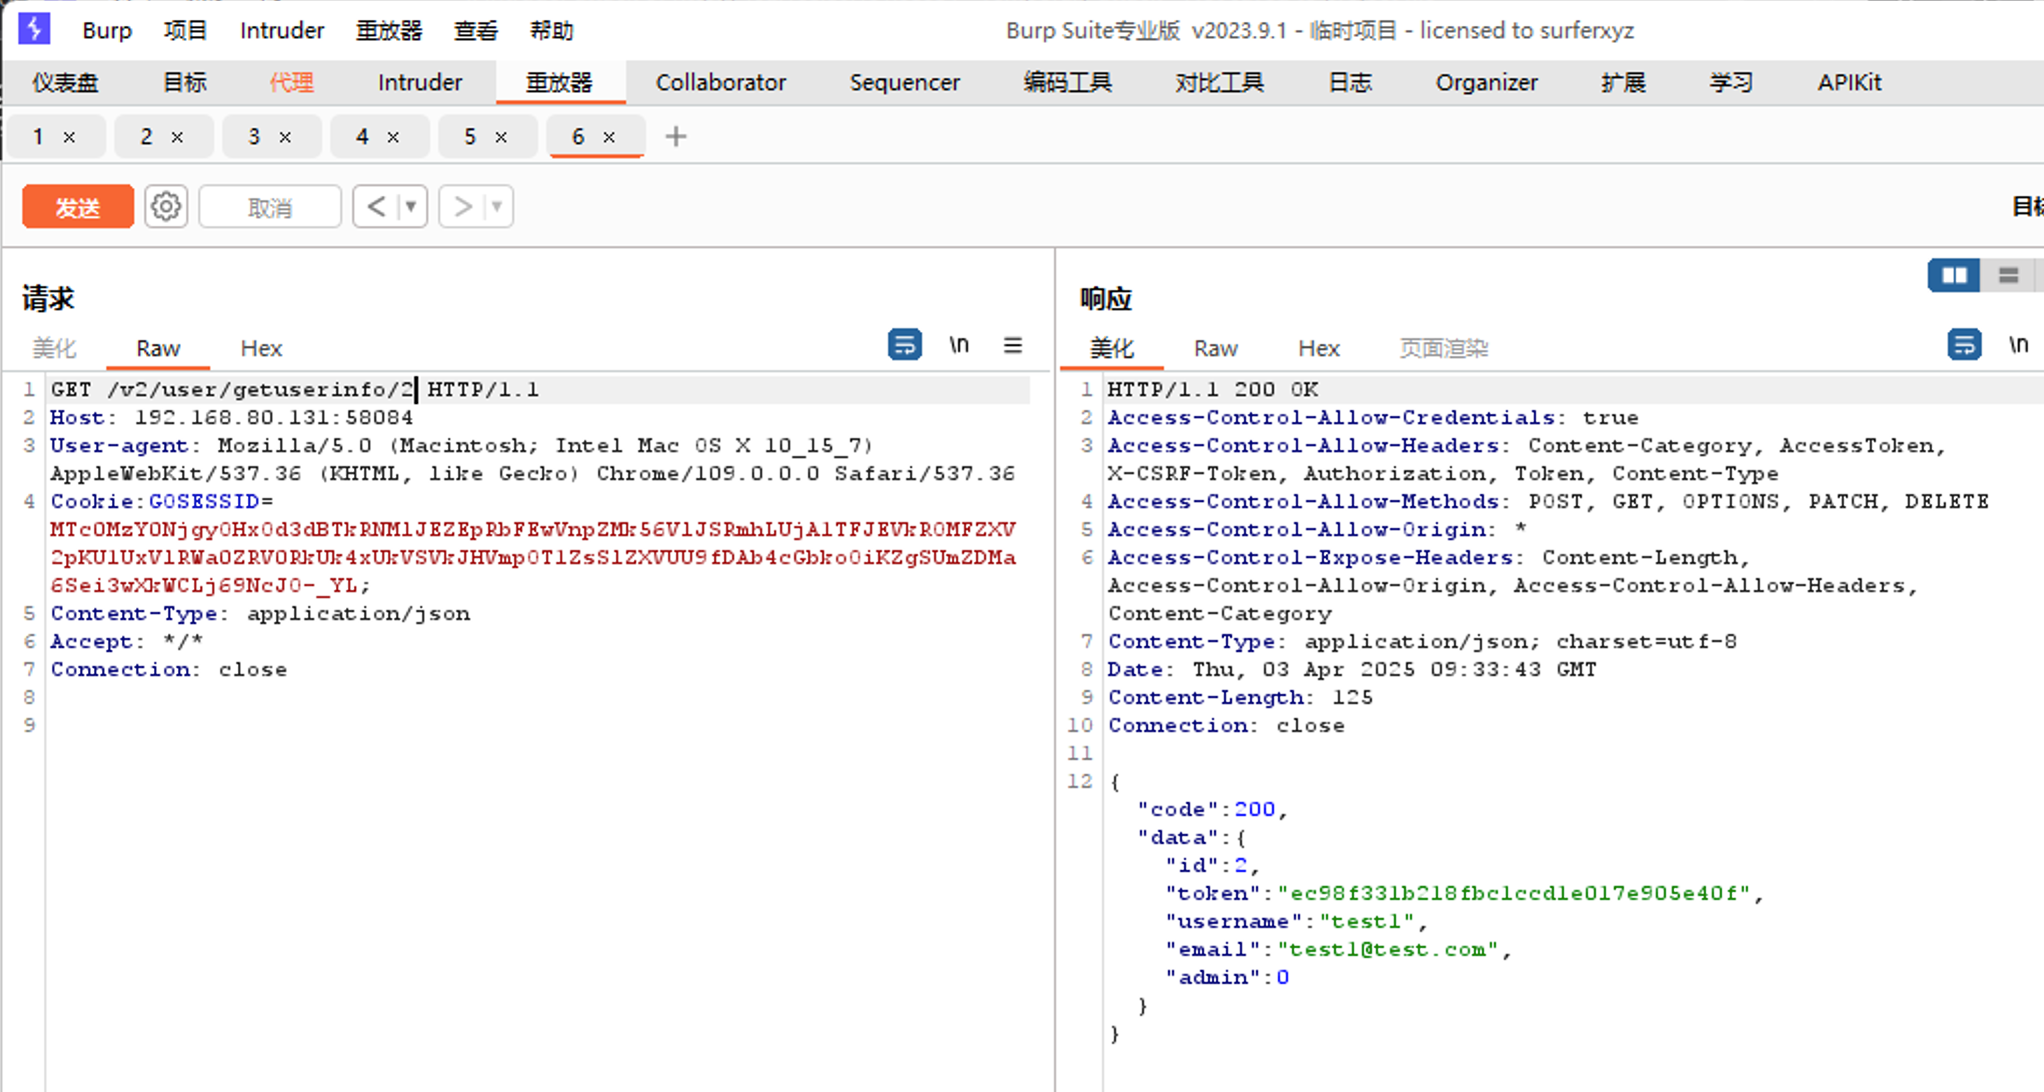 Burp 项目 Intruder 重放器 查看 帮助 Burp Suite专业版 v2023.9.1 - 临时项目 - licensed to surferxyz
仪表盘 目标 代理 Intruder 重放器 Collaborator Sequencer 编码工具 对比工具 日志 Organizer 扩展 学习 APIKit
1 × 2 × 3 × 4 × 5 × 6 × +
发送 取消 < ▼ > ▼
请求
美化 Raw Hex \n ≡
1 GET /v2/user/getuserinfo/2 HTTP/1.1
2 Host: 192.168.80.131:58084
3 User-agent: Mozilla/5.0 (Macintosh; Intel Mac OS X 10_15_7)
AppleWebKit/537.36 (KHTML, like Gecko) Chrome/109.0.0.0 Safari/537.36
4 Cookie:GOSESSID=
5 Content-Type: application/json
6 Accept: */*
7 Connection: close
8
9
响应
美化 Raw Hex 页面渲染 \n
1 HTTP/1.1 200 OK
2 Access-Control-Allow-Credentials: true
3 Access-Control-Allow-Headers: Content-Category, AccessToken,
X-CSRF-Token, Authorization, Token, Content-Type
4 Access-Control-Allow-Methods: POST, GET, OPTIONS, PATCH, DELETE
5 Access-Control-Allow-Origin: *
6 Access-Control-Expose-Headers: Content-Length,
Access-Control-Allow-Origin, Access-Control-Allow-Headers,
Content-Category
7 Content-Type: application/json; charset=utf-8
8 Date: Thu, 03 Apr 2025 09:33:43 GMT
9 Content-Length: 125
10 Connection: close
11
12 {
"code":200,
"data":{
"id":2,
"token":"ec98f331b218fbc1ccd1e017e905e40f",
"username":"test1",
"email":"test1@test.com",
"admin":0
}
}